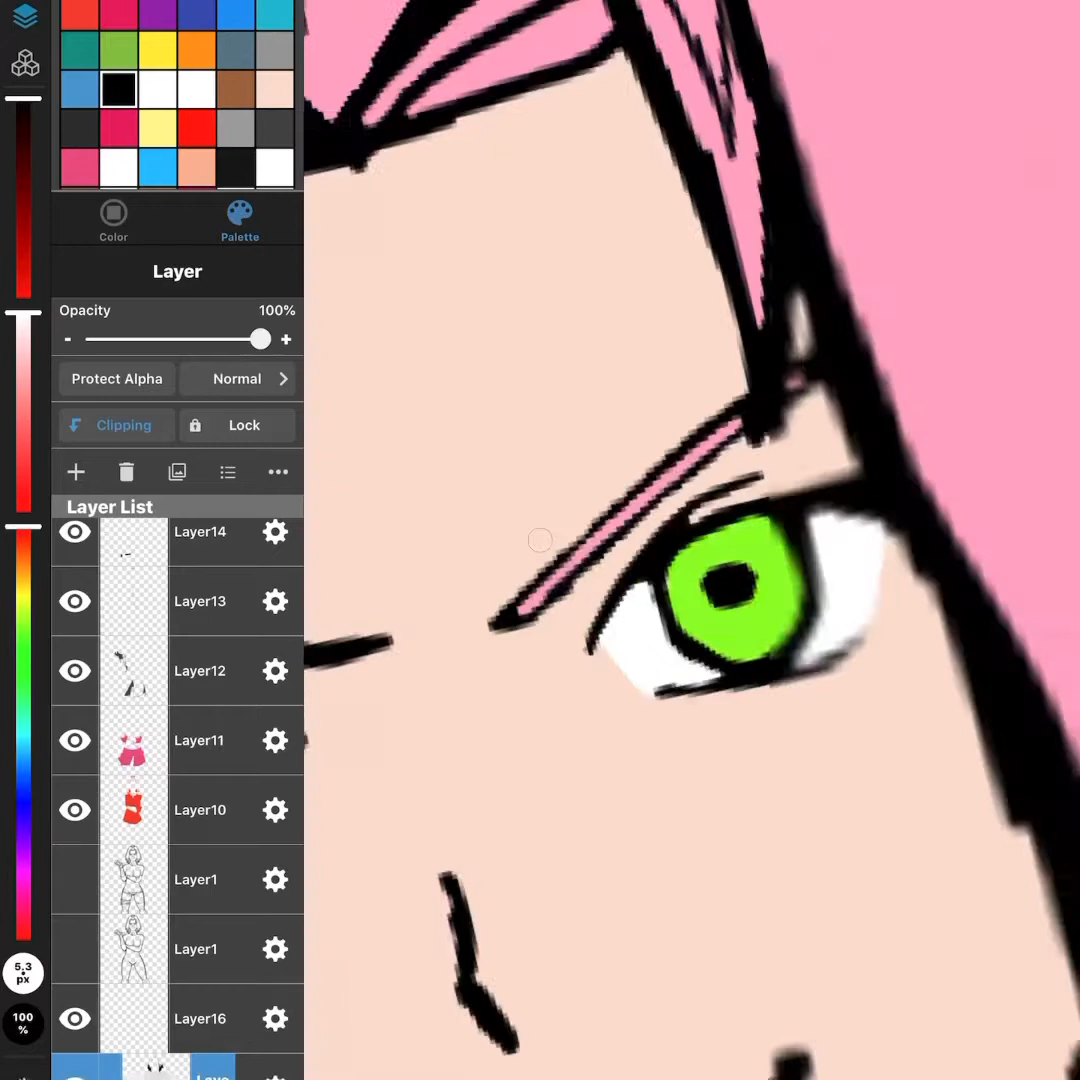 Color
Palette
Layer
Opacity
100%
-
+
Protect Alpha
Normal
Clipping
Lock
Layer List
Layer14
Layer13
Layer12
Layer11
Layer10
Layer1
Layer1
Layer16
5.3
px
100
%